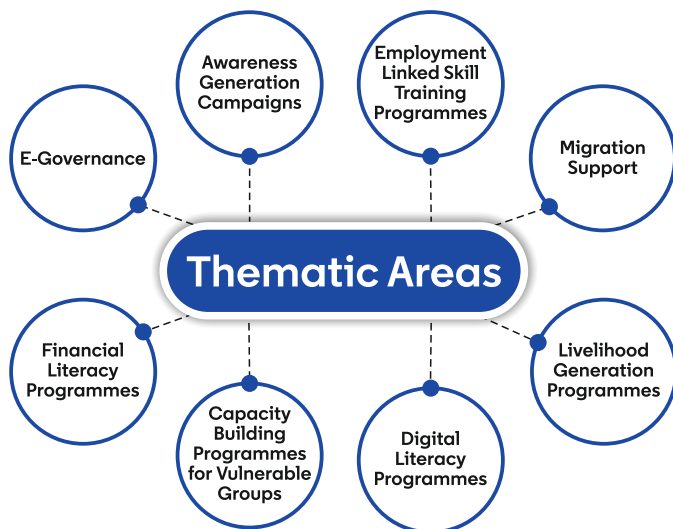 Awareness
Generation
Campaigns
Employment
Linked Skill
Training
Programmes
E-Governance
Migration
Support
Thematic Areas
Financial
Literacy
Programmes
Livelihood
Generation
Programmes
Capacity
Building
Programmes
for Vulnerable
Groups
Digital
Literacy
Programmes